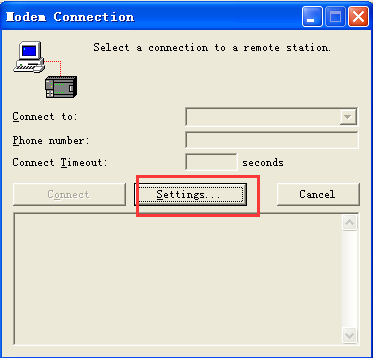 Modem Connection
Select a connection to a remote station.
Connect to:
Phone number:
Connect Timeout:
seconds
Connect
Settings...
Cancel